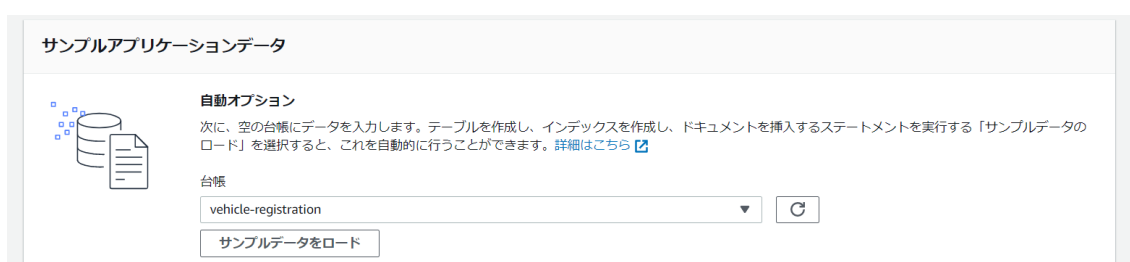 サンプルアプリケーションデータ
自動オプション
次に、空の台帳にデータを入力します。テーブルを作成し、インデックスを作成し、ドキュメントを挿入するステートメントを実行する「サンプルデータの
ロード」を選択すると、これを自動的に行うことができます。詳細はこちら
台帳
vehicle-registration
サンプルデータをロード